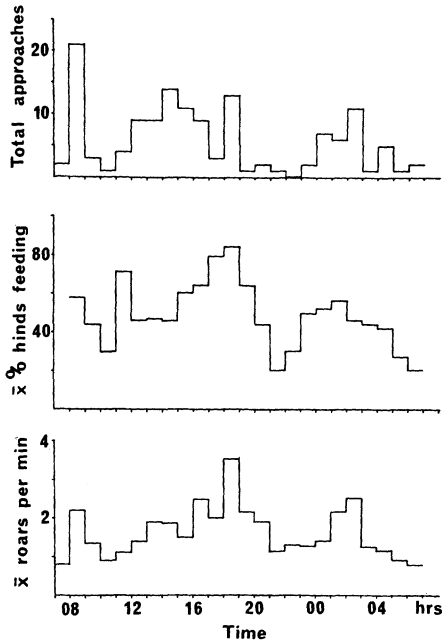 Total approaches
20
10
x̄ % hinds feeding
80
40
x̄ roars per min
4
2
08 12 16 20 00 04 hrs
Time